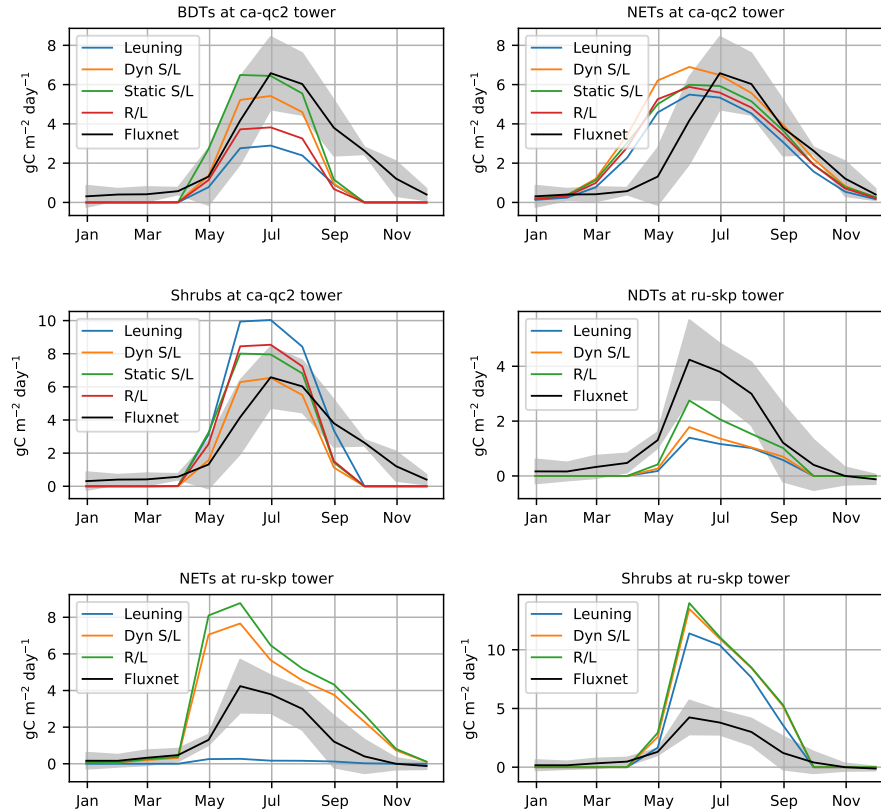 BDTs at ca-qc2 tower
gC m⁻² day⁻¹
8
6
4
2
0
Leuning
Dyn S/L
Static S/L
R/L
Fluxnet
Jan Mar May Jul Sep Nov
NETs at ca-qc2 tower
gC m⁻² day⁻¹
8
6
4
2
0
Leuning
Dyn S/L
Static S/L
R/L
Fluxnet
Jan Mar May Jul Sep Nov
Shrubs at ca-qc2 tower
gC m⁻² day⁻¹
10
8
6
4
2
0
Leuning
Dyn S/L
Static S/L
R/L
Fluxnet
Jan Mar May Jul Sep Nov
NDTs at ru-skp tower
gC m⁻² day⁻¹
4
2
0
Leuning
Dyn S/L
R/L
Fluxnet
Jan Mar May Jul Sep Nov
NETs at ru-skp tower
gC m⁻² day⁻¹
8
6
4
2
0
Leuning
Dyn S/L
R/L
Fluxnet
Jan Mar May Jul Sep Nov
Shrubs at ru-skp tower
gC m⁻² day⁻¹
10
5
0
Leuning
Dyn S/L
R/L
Fluxnet
Jan Mar May Jul Sep Nov